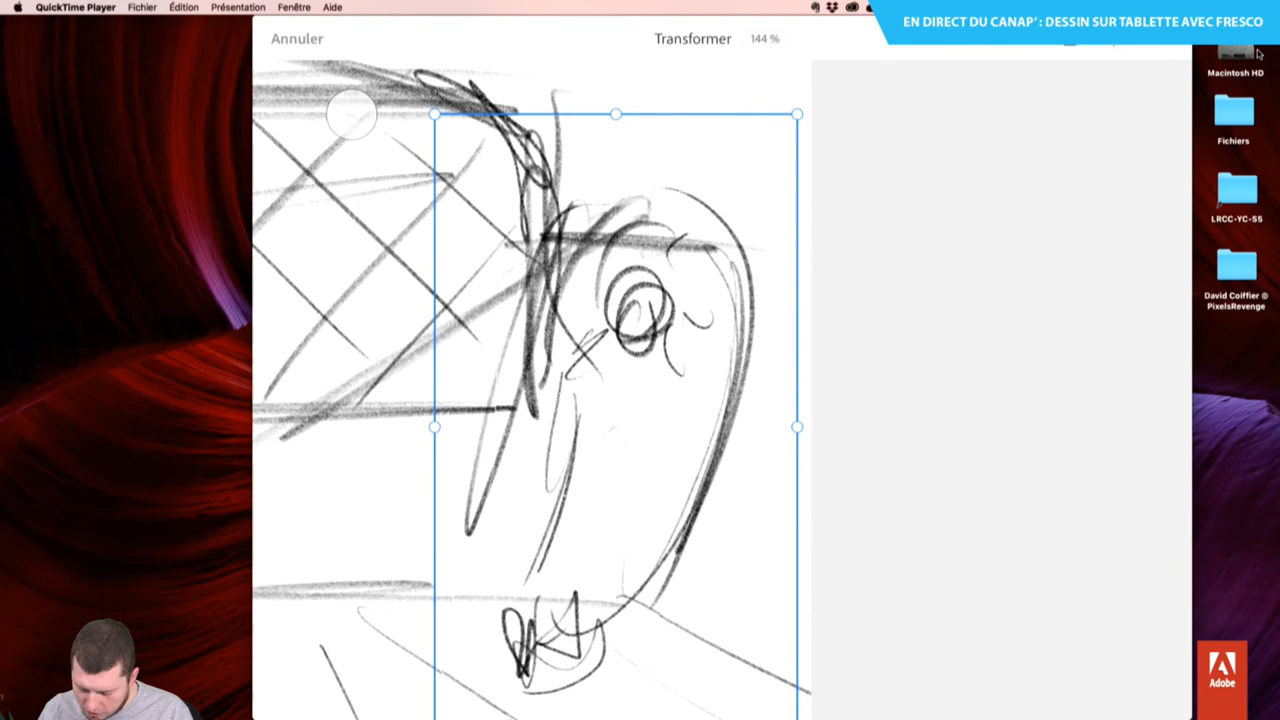 QuickTime Player Fichier Édition Présentation Fenêtre Aide
EN DIRECT DU CANAP' : DESSIN SUR TABLETTE AVEC FRESCO
Annuler Transformer 144 %
Macintosh HD
Fichiers
LRCC-YC-S5
David Coiffier ©
PixelsRevenge
Adobe